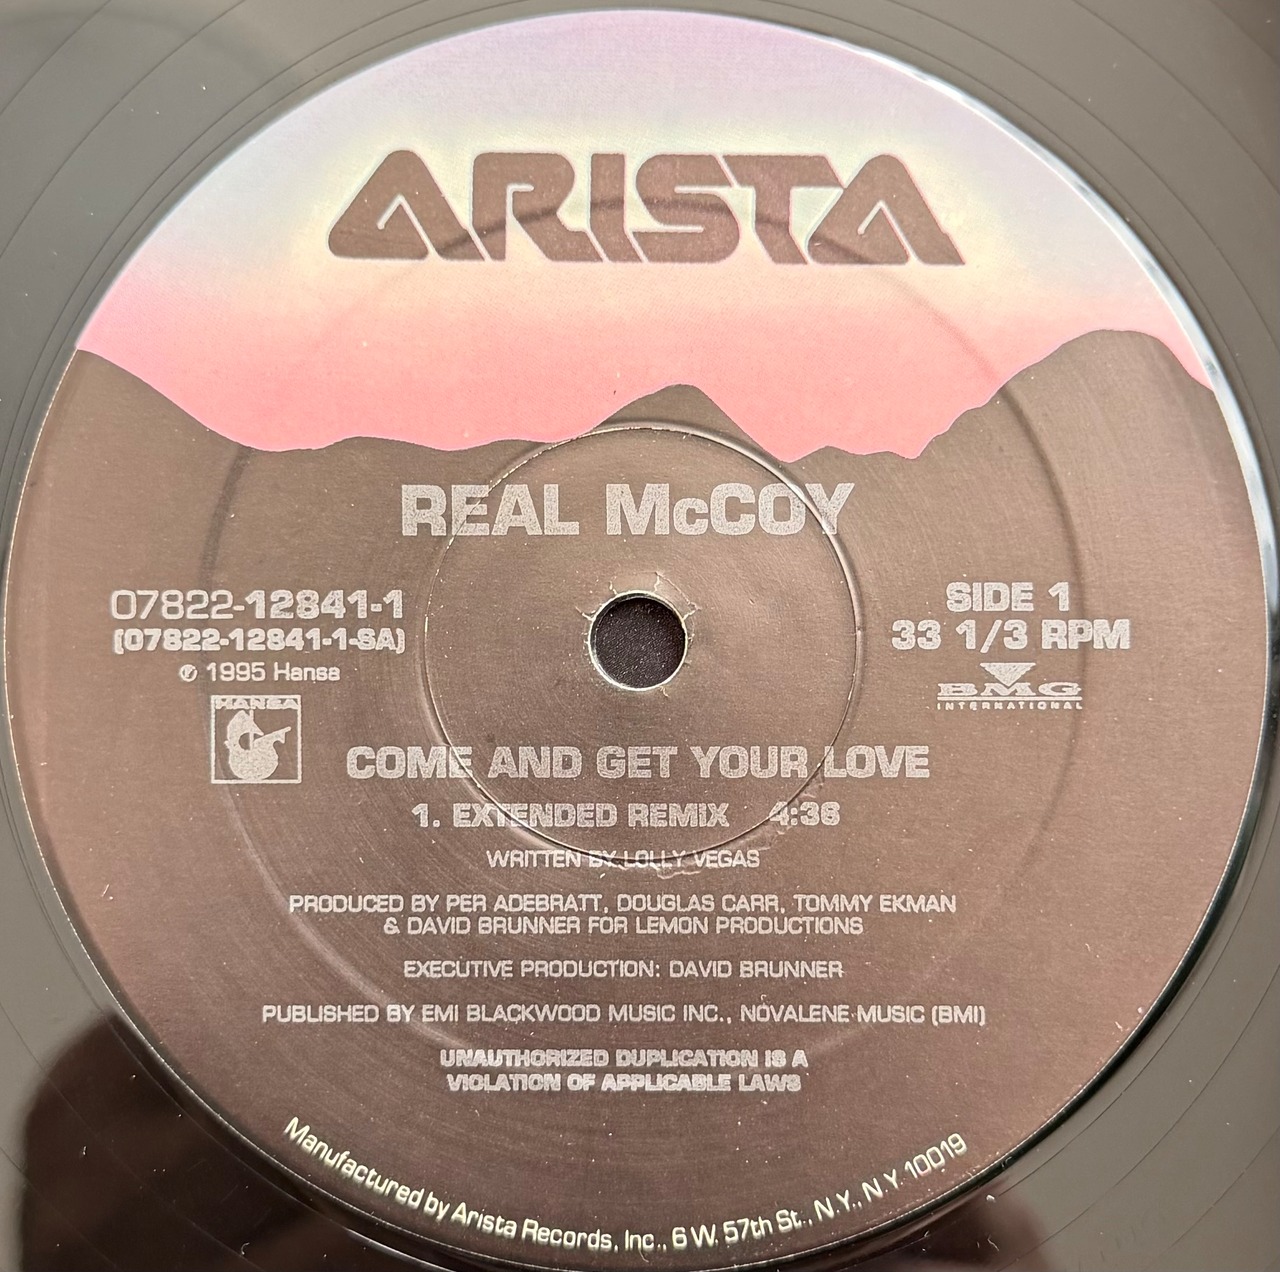 ARISTA
REAL McCOY
07822-12841-1
(07822-12841-1-SA)
℗ 1995 Hansa
HANSA
SIDE 1
33 1/3 RPM
BMG
INTERNATIONAL
COME AND GET YOUR LOVE
1. EXTENDED REMIX 4:36
WRITTEN BY LOLLY VEGAS
PRODUCED BY PER ADEBRATT, DOUGLAS CARR, TOMMY EKMAN
& DAVID BRUNNER FOR LEMON PRODUCTIONS
EXECUTIVE PRODUCTION: DAVID BRUNNER
PUBLISHED BY EMI BLACKWOOD MUSIC INC., NOVALENE MUSIC (BMI)
UNAUTHORIZED DUPLICATION IS A
VIOLATION OF APPLICABLE LAWS
Manufactured by Arista Records, Inc., 6 W. 57th St., N.Y., N.Y. 10019